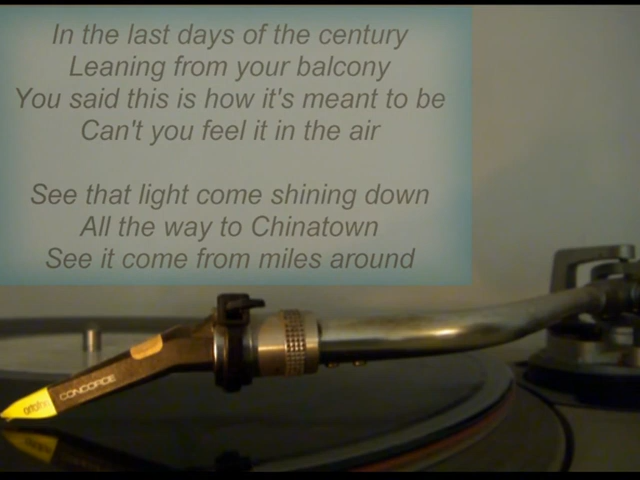 In the last days of the century
Leaning from your balcony
You said this is how it's meant to be
Can't you feel it in the air
See that light come shining down
All the way to Chinatown
See it come from miles around
ortofon
CONCORDE